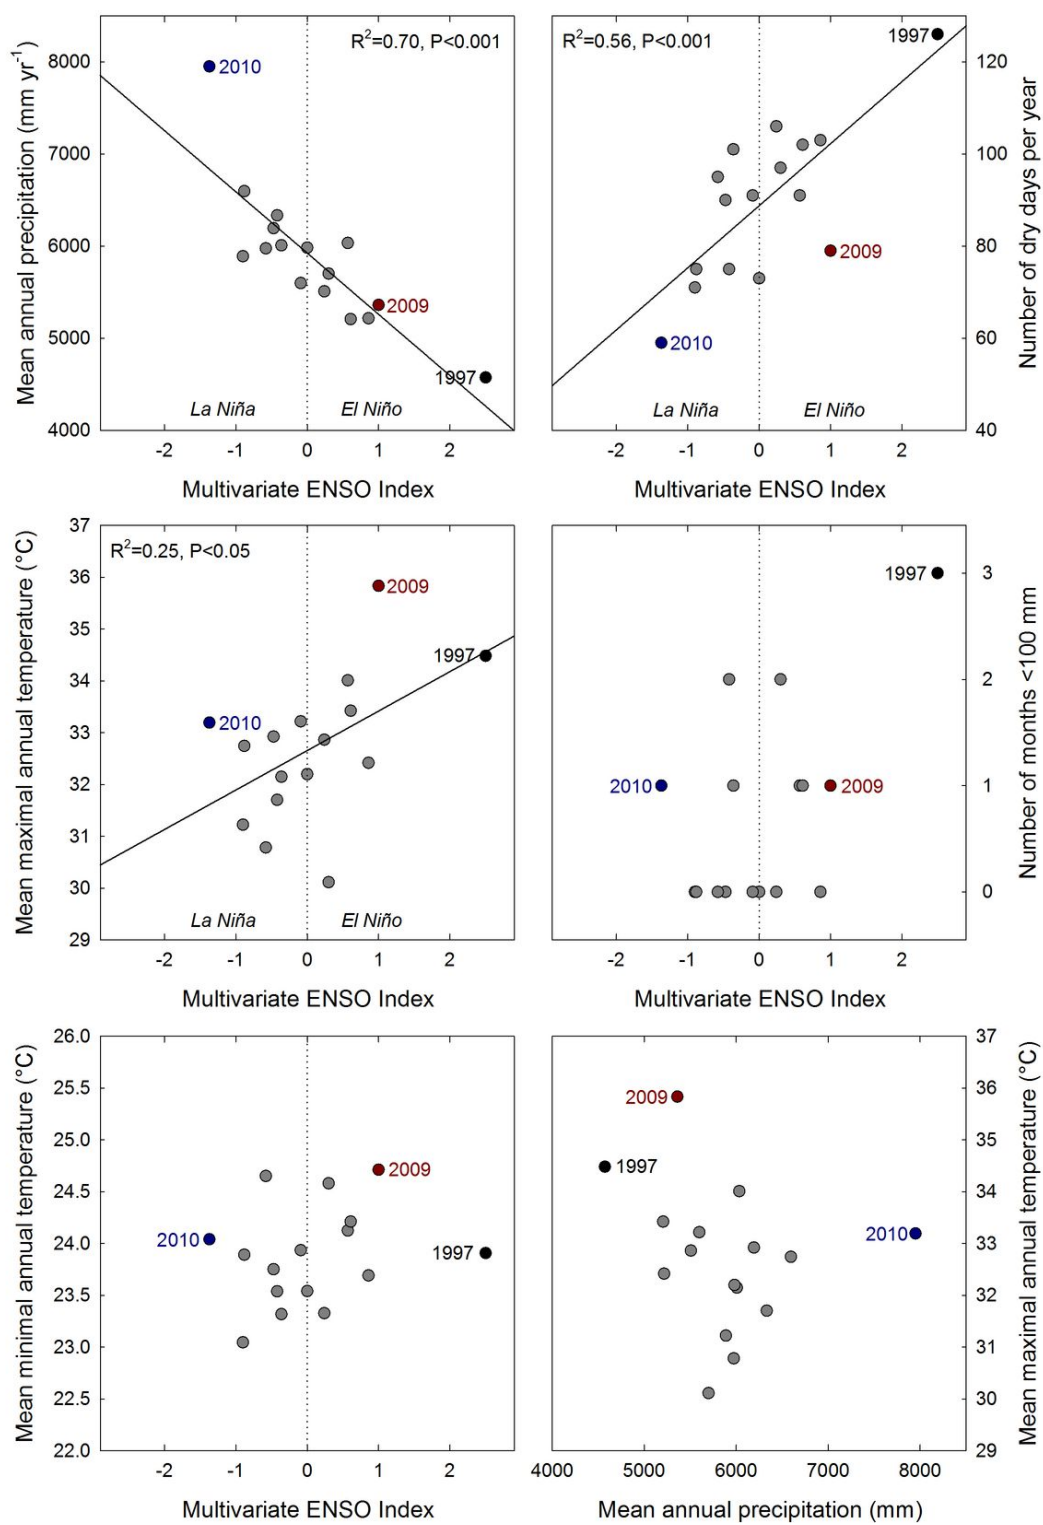 Mean annual precipitation (mm yr⁻¹)
8000
7000
6000
5000
4000
R²=0.70, P<0.001
2010
2009
1997
La Niña
El Niño
-2 -1 0 1 2
Multivariate ENSO Index
R²=0.56, P<0.001
1997
2009
2010
La Niña
El Niño
120
100
80
60
40
Number of dry days per year
-2 -1 0 1 2
Multivariate ENSO Index
Mean maximal annual temperature (°C)
37
36
35
34
33
32
31
30
29
R²=0.25, P<0.05
2009
1997
2010
La Niña
El Niño
-2 -1 0 1 2
Multivariate ENSO Index
1997
2010
2009
3
2
1
0
Number of months <100 mm
-2 -1 0 1 2
Multivariate ENSO Index
Mean minimal annual temperature (°C)
26.0
25.5
25.0
24.5
24.0
23.5
23.0
22.5
22.0
2009
2010
1997
-2 -1 0 1 2
Multivariate ENSO Index
2009
1997
2010
37
36
35
34
33
32
31
30
29
Mean maximal annual temperature (°C)
4000 5000 6000 7000 8000
Mean annual precipitation (mm)